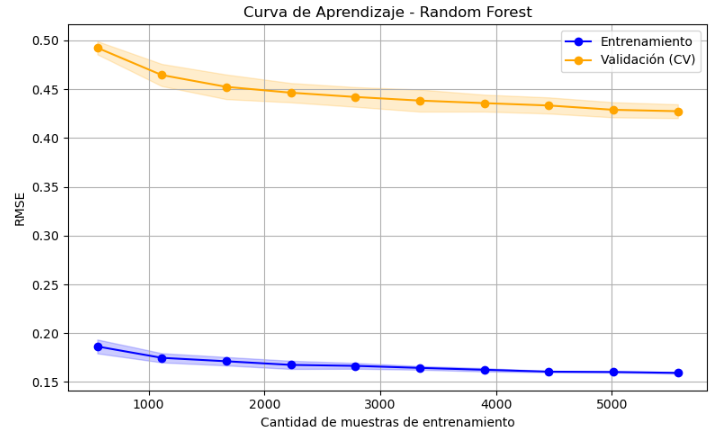 Curva de Aprendizaje - Random Forest
Entrenamiento
Validación (CV)
RMSE
0.50
0.45
0.40
0.35
0.30
0.25
0.20
0.15
1000 2000 3000 4000 5000
Cantidad de muestras de entrenamiento